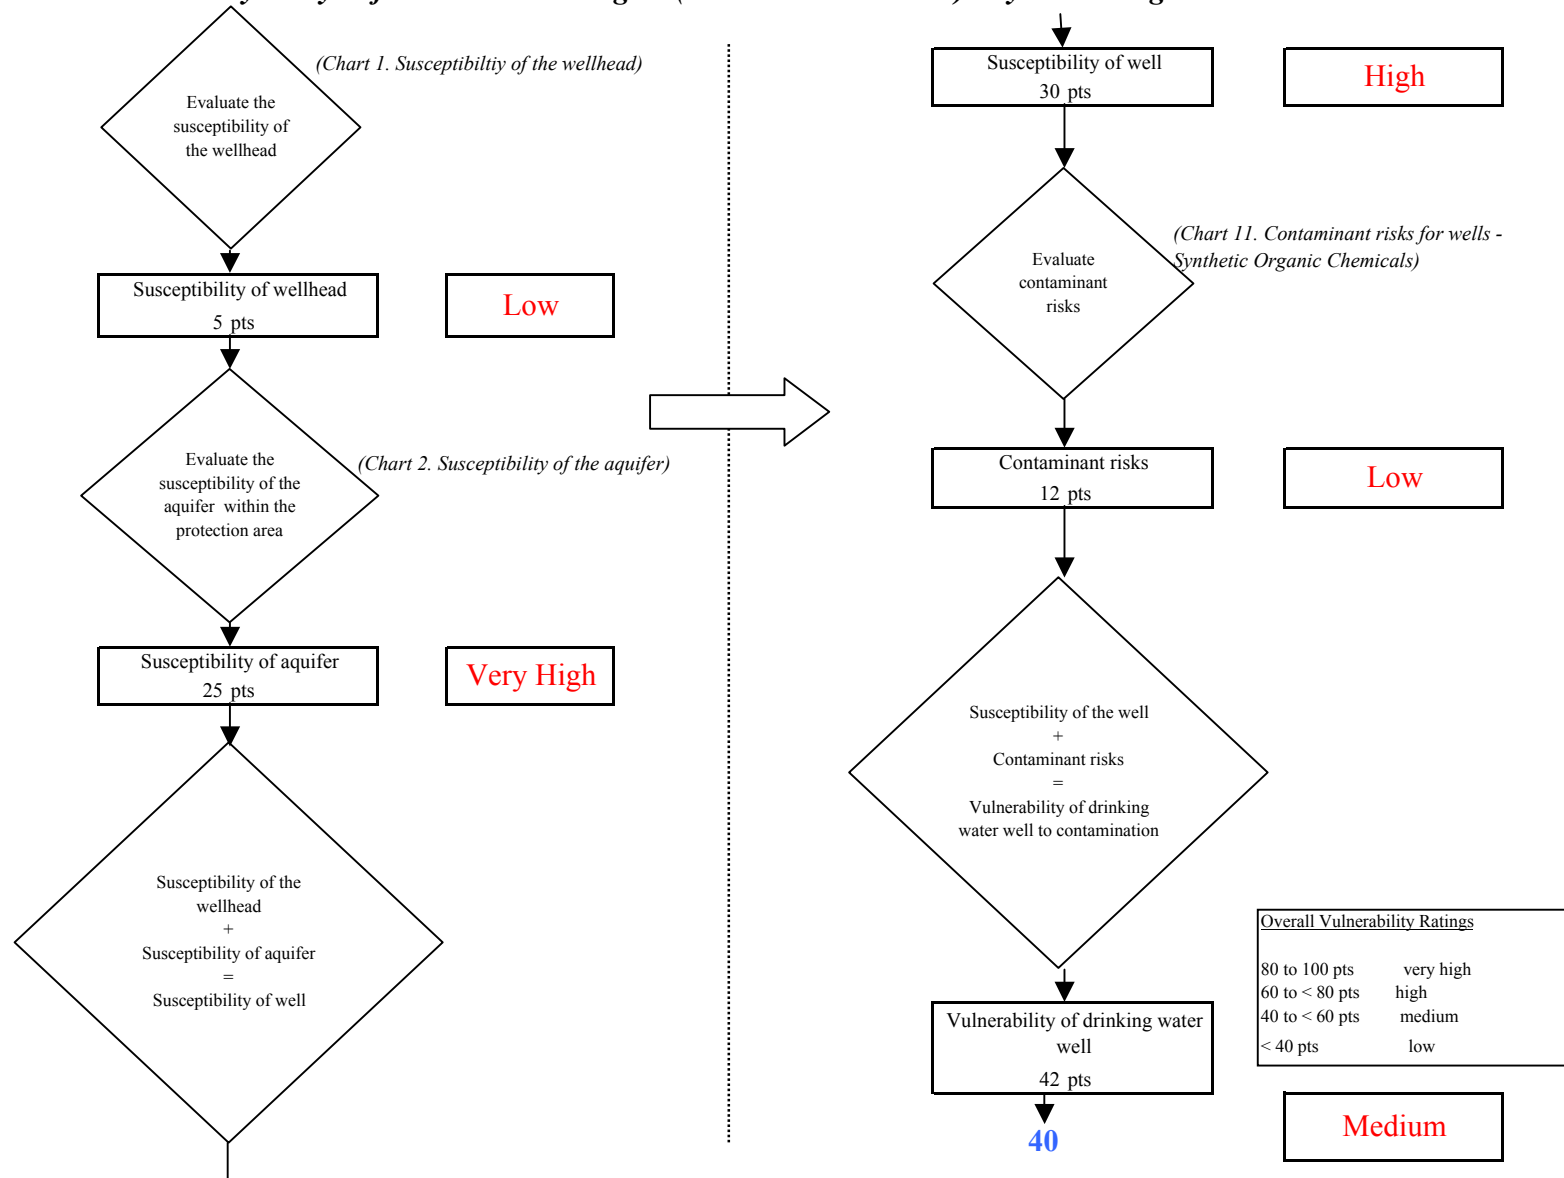 (Chart 1. Susceptibiltiy of the wellhead)
Evaluate the
susceptibility of
the wellhead
Susceptibility of wellhead
5 pts
Low
Evaluate the
susceptibility of the
aquifer within the
protection area
(Chart 2. Susceptibility of the aquifer)
Susceptibility of aquifer
25 pts
Very High
Susceptibility of the
wellhead
+
Susceptibility of aquifer
=
Susceptibility of well
Susceptibility of well
30 pts
High
(Chart 11. Contaminant risks for wells -
Synthetic Organic Chemicals)
Evaluate
contaminant
risks
Contaminant risks
12 pts
Low
Susceptibility of the well
+
Contaminant risks
=
Vulnerability of drinking
water well to contamination
Overall Vulnerability Ratings
80 to 100 pts very high
60 to < 80 pts high
40 to < 60 pts medium
< 40 pts low
Vulnerability of drinking water
well
42 pts
40
Medium